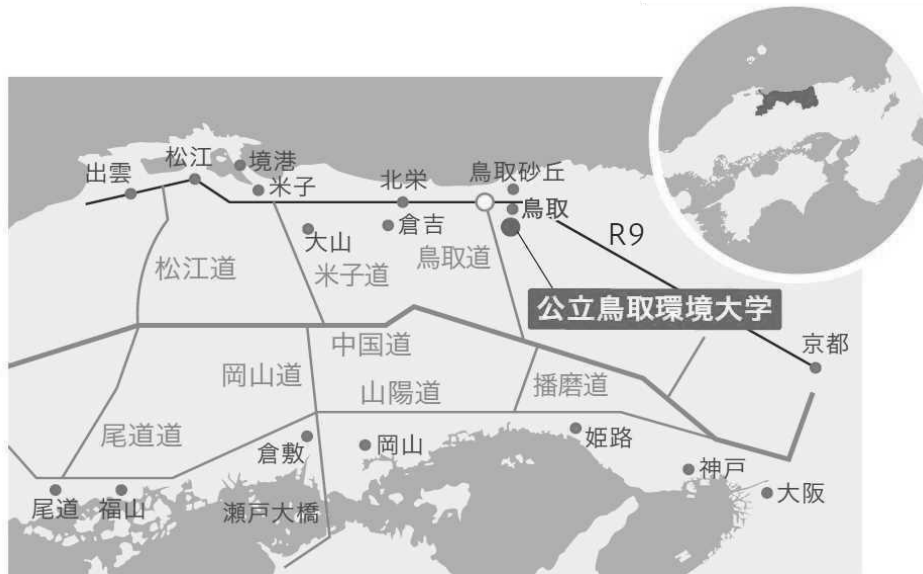 境港
松江
出雲
米子
北栄
鳥取砂丘
鳥取
倉吉
大山
R9
鳥取道
米子道
松江道
公立鳥取環境大学
中国道
京都
岡山道
山陽道
播磨道
尾道道
倉敷
岡山
姫路
神戸
大阪
尾道
福山
瀬戸大橋